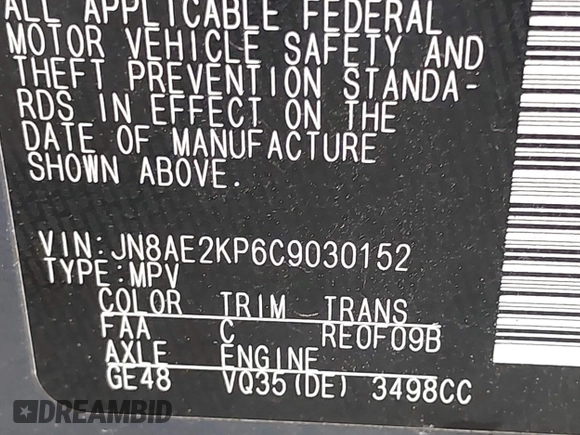 ALL APPLICABLE FEDERAL
MOTOR VEHICLE SAFETY AND
THEFT PREVENTION STANDA-
RDS IN EFFECT ON THE
DATE OF MANUFACTURE
SHOWN ABOVE.
VIN:JN8AE2KP6C9030152
TYPE:MPV
COLOR TRIM TRANS
FAA C RE0F09B
AXLE ENGINE
GE48 VQ35(DE) 3498CC
DREAMBID